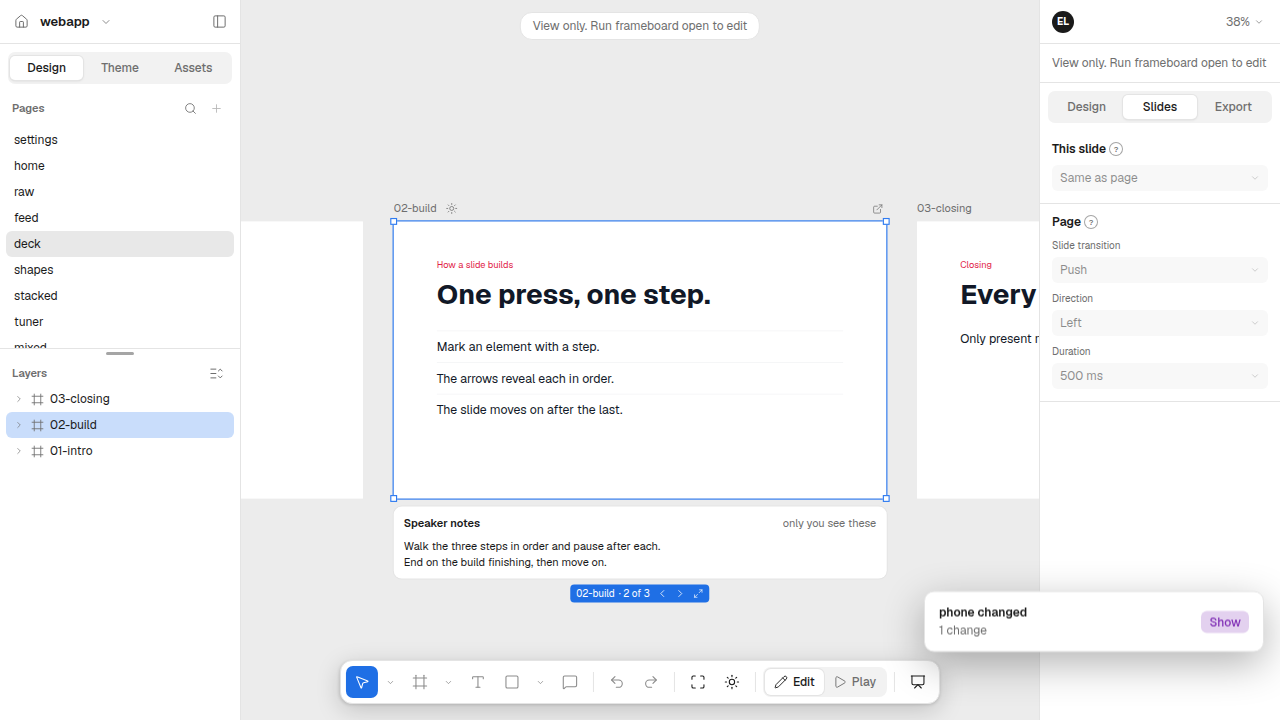 webapp
Design
Theme
Assets
Pages
settings
home
raw
feed
deck
shapes
stacked
tuner
mixed
Layers
03-closing
02-build
01-intro
View only. Run frameboard open to edit
02-build
03-closing
How a slide builds
One press, one step.
Mark an element with a step.
The arrows reveal each in order.
The slide moves on after the last.
Closing
Every
Only present
Speaker notes
only you see these
Walk the three steps in order and pause after each.
End on the build finishing, then move on.
02-build · 2 of 3
Edit
Play
EL
38%
View only. Run frameboard open to edit
Design
Slides
Export
This slide
?
Same as page
Page
?
Slide transition
Push
Direction
Left
Duration
500 ms
phone changed
1 change
Show